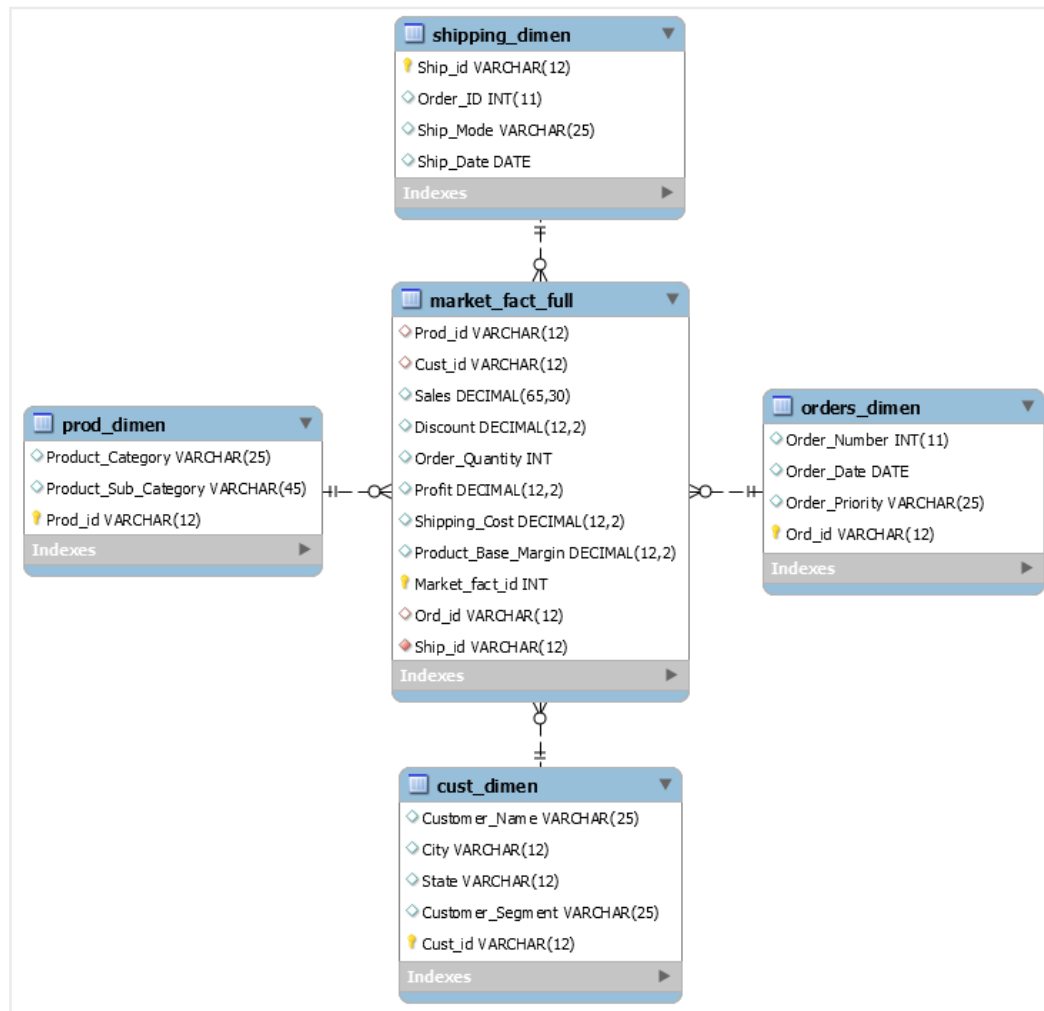 shipping_dimen
Ship_id VARCHAR(12)
Order_ID INT(11)
Ship_Mode VARCHAR(25)
Ship_Date DATE
Indexes
market_fact_full
Prod_id VARCHAR(12)
Cust_id VARCHAR(12)
Sales DECIMAL(65,30)
Discount DECIMAL(12,2)
Order_Quantity INT
Profit DECIMAL(12,2)
Shipping_Cost DECIMAL(12,2)
Product_Base_Margin DECIMAL(12,2)
Market_fact_id INT
Ord_id VARCHAR(12)
Ship_id VARCHAR(12)
Indexes
prod_dimen
Product_Category VARCHAR(25)
Product_Sub_Category VARCHAR(45)
Prod_id VARCHAR(12)
Indexes
orders_dimen
Order_Number INT(11)
Order_Date DATE
Order_Priority VARCHAR(25)
Ord_id VARCHAR(12)
Indexes
cust_dimen
Customer_Name VARCHAR(25)
City VARCHAR(12)
State VARCHAR(12)
Customer_Segment VARCHAR(25)
Cust_id VARCHAR(12)
Indexes